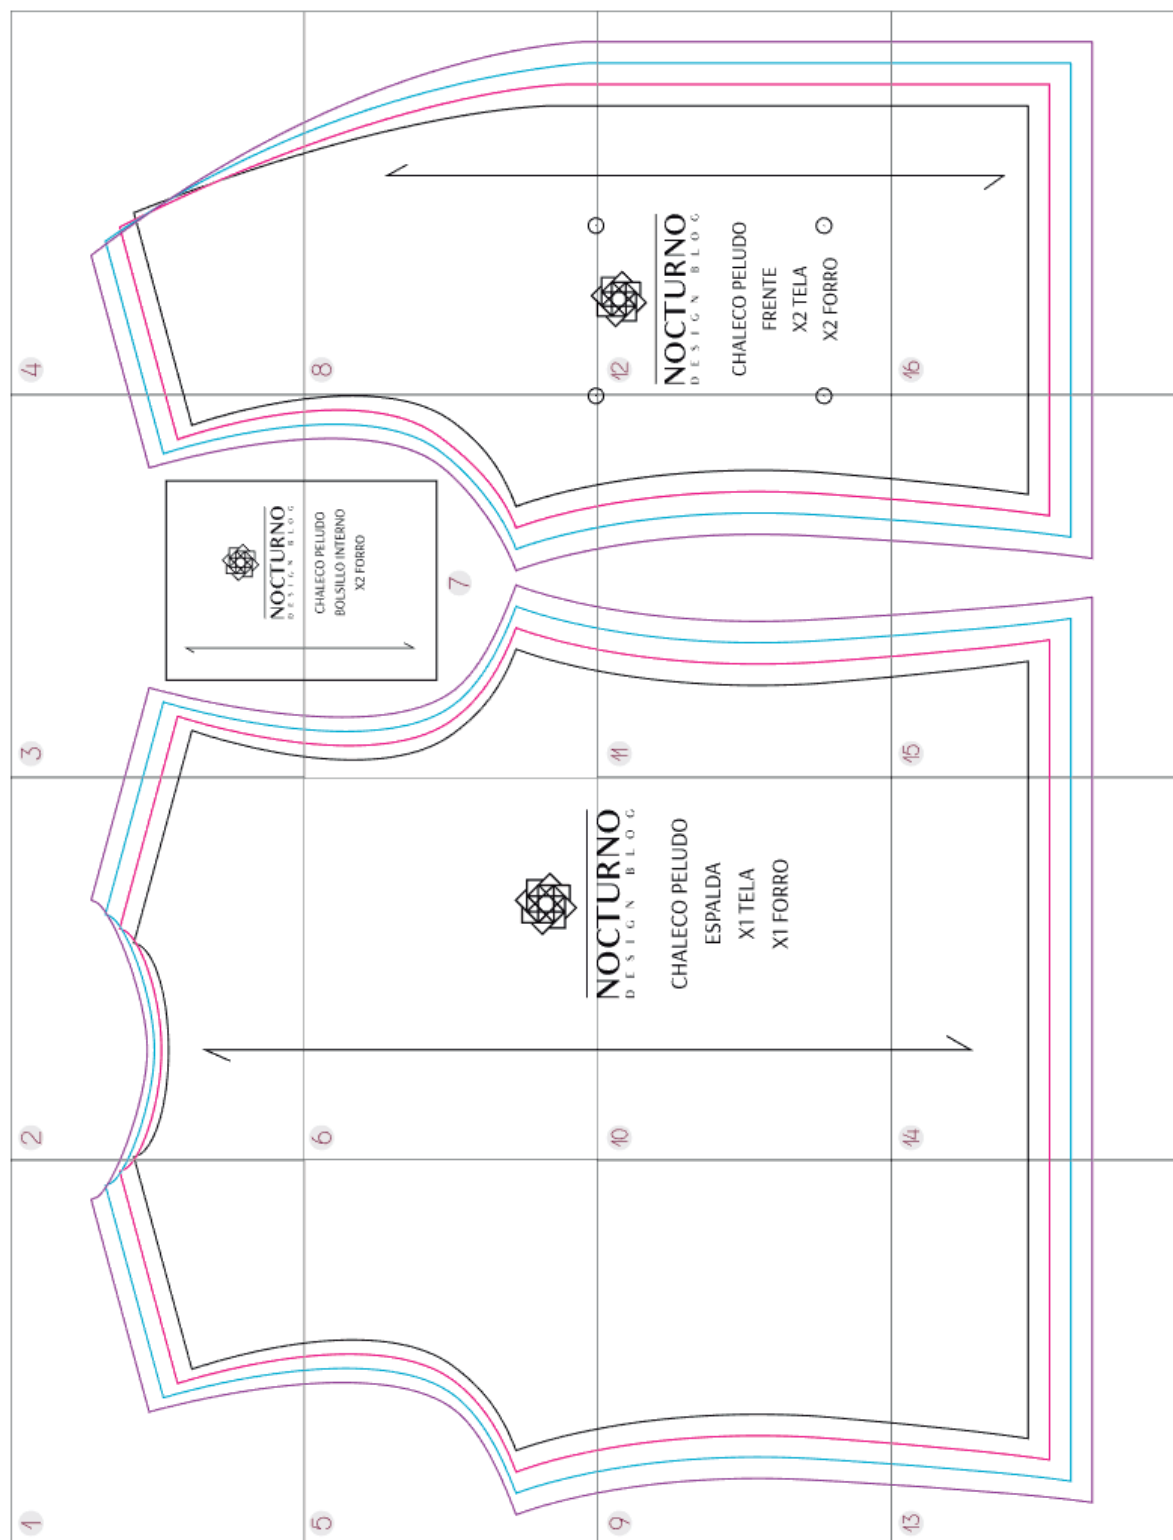 4
8
12
16
NOCTURNO
DESIGN BLOG
CHALECO PELUDO
FRENTE
X2 TELA
X2 FORRO
3
7
11
15
NOCTURNO
DESIGN BLOG
CHALECO PELUDO
BOLSILLO INTERNO
X2 FORRO
2
6
10
14
NOCTURNO
DESIGN BLOG
CHALECO PELUDO
ESPALDA
X1 TELA
X1 FORRO
1
5
9
13